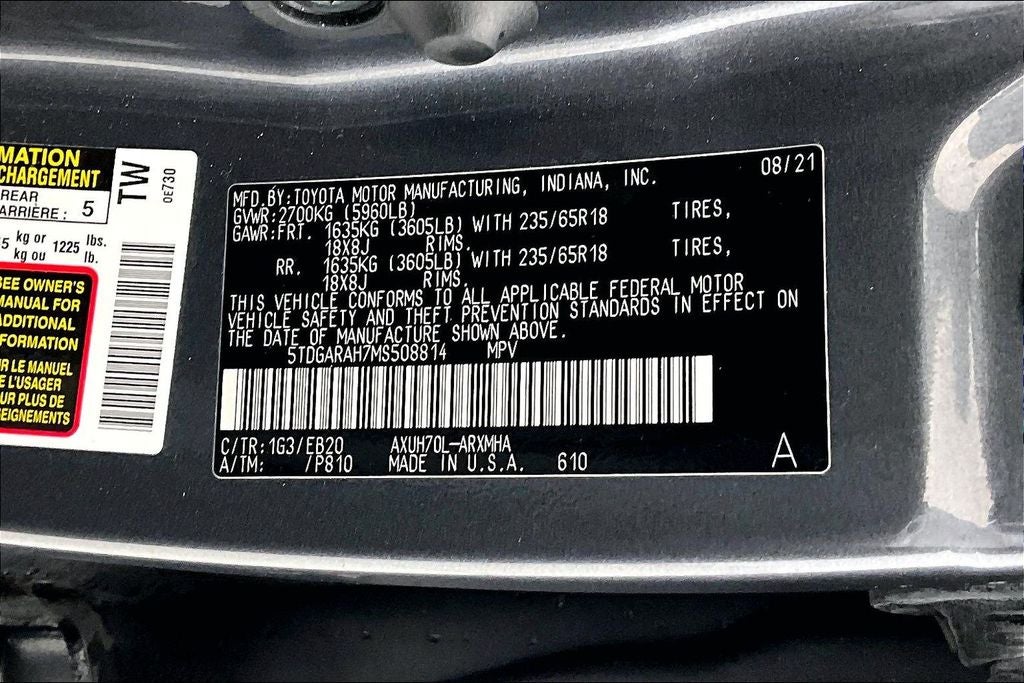 MATION
CHARGEMENT
REAR
ARRIÈRE : 5
5 kg or 1225 lbs.
kg ou lb.
SEE OWNER'S
MANUAL FOR
ADDITIONAL
FORMATION
R LE MANUEL
E L'USAGER
UR PLUS DE
SEIGNEMENTS
TW
0E730
MFD.BY:TOYOTA MOTOR MANUFACTURING, INDIANA, INC. 08/21
GVWR:2700KG (5960LB)
GAWR:FRT. 1635KG (3605LB) WITH 235/65R18 TIRES,
18X8J RIMS.
RR. 1635KG (3605LB) WITH 235/65R18 TIRES,
18X8J RIMS.
THIS VEHICLE CONFORMS TO ALL APPLICABLE FEDERAL MOTOR
VEHICLE SAFETY AND THEFT PREVENTION STANDARDS IN EFFECT ON
THE DATE OF MANUFACTURE SHOWN ABOVE.
5TDGARAH7MS508814 MPV
C/TR: 1G3/EB20 AXUH70L-ARXMHA
A/TM: /P810 MADE IN U.S.A. 610 A